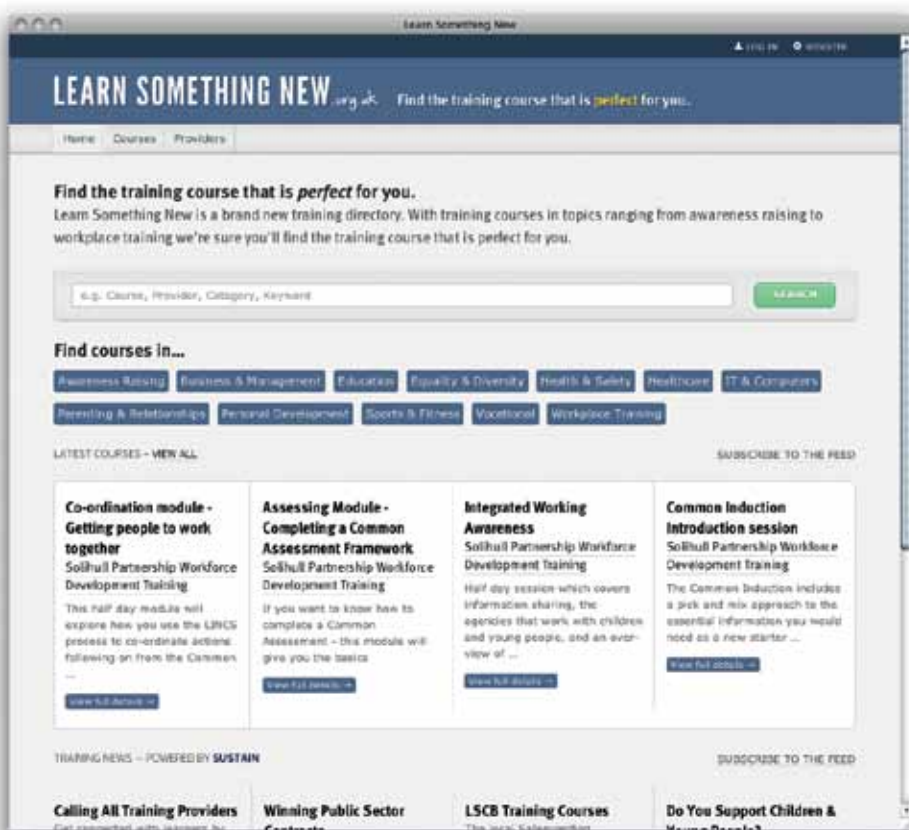 Learn Something New
LOG IN REGISTER
LEARN SOMETHING NEW.org.uk Find the training course that is perfect for you.
Home Courses Providers
Find the training course that is perfect for you.
Learn Something New is a brand new training directory. With training courses in topics ranging from awareness raising to
workplace training we're sure you'll find the training course that is perfect for you.
e.g. Course, Provider, Category, Keyword
SEARCH
Find courses in...
Awareness Raising Business & Management Education Equality & Diversity Health & Safety Healthcare IT & Computers
Parenting & Relationships Personal Development Sports & Fitness Vocational Workplace Training
LATEST COURSES – VIEW ALL
SUBSCRIBE TO THE FEED
Co-ordination module -
Getting people to work
together
Solihull Partnership Workforce
Development Training
This half day module will
explore how you use the LINCS
process to co-ordinate actions
following on from the Common
...
View full details →
Assessing Module -
Completing a Common
Assessment Framework
Solihull Partnership Workforce
Development Training
If you want to know how to
complete a Common
Assessment - this module will
give you the basics
View full details →
Integrated Working
Awareness
Solihull Partnership Workforce
Development Training
Half day session which covers
information sharing, the
agencies that work with children
and young people, and an over-
view of ...
View full details →
Common Induction
Introduction session
Solihull Partnership Workforce
Development Training
The Common Induction includes
a pick and mix approach to the
essential information you would
need as a new starter ...
View full details →
TRAINING NEWS – POWERED BY SUSTAIN
SUBSCRIBE TO THE FEED
Calling All Training Providers
Get connected with learners by
Winning Public Sector
Contracts
LSCB Training Courses
The local Safeguarding
Do You Support Children &
Young People?